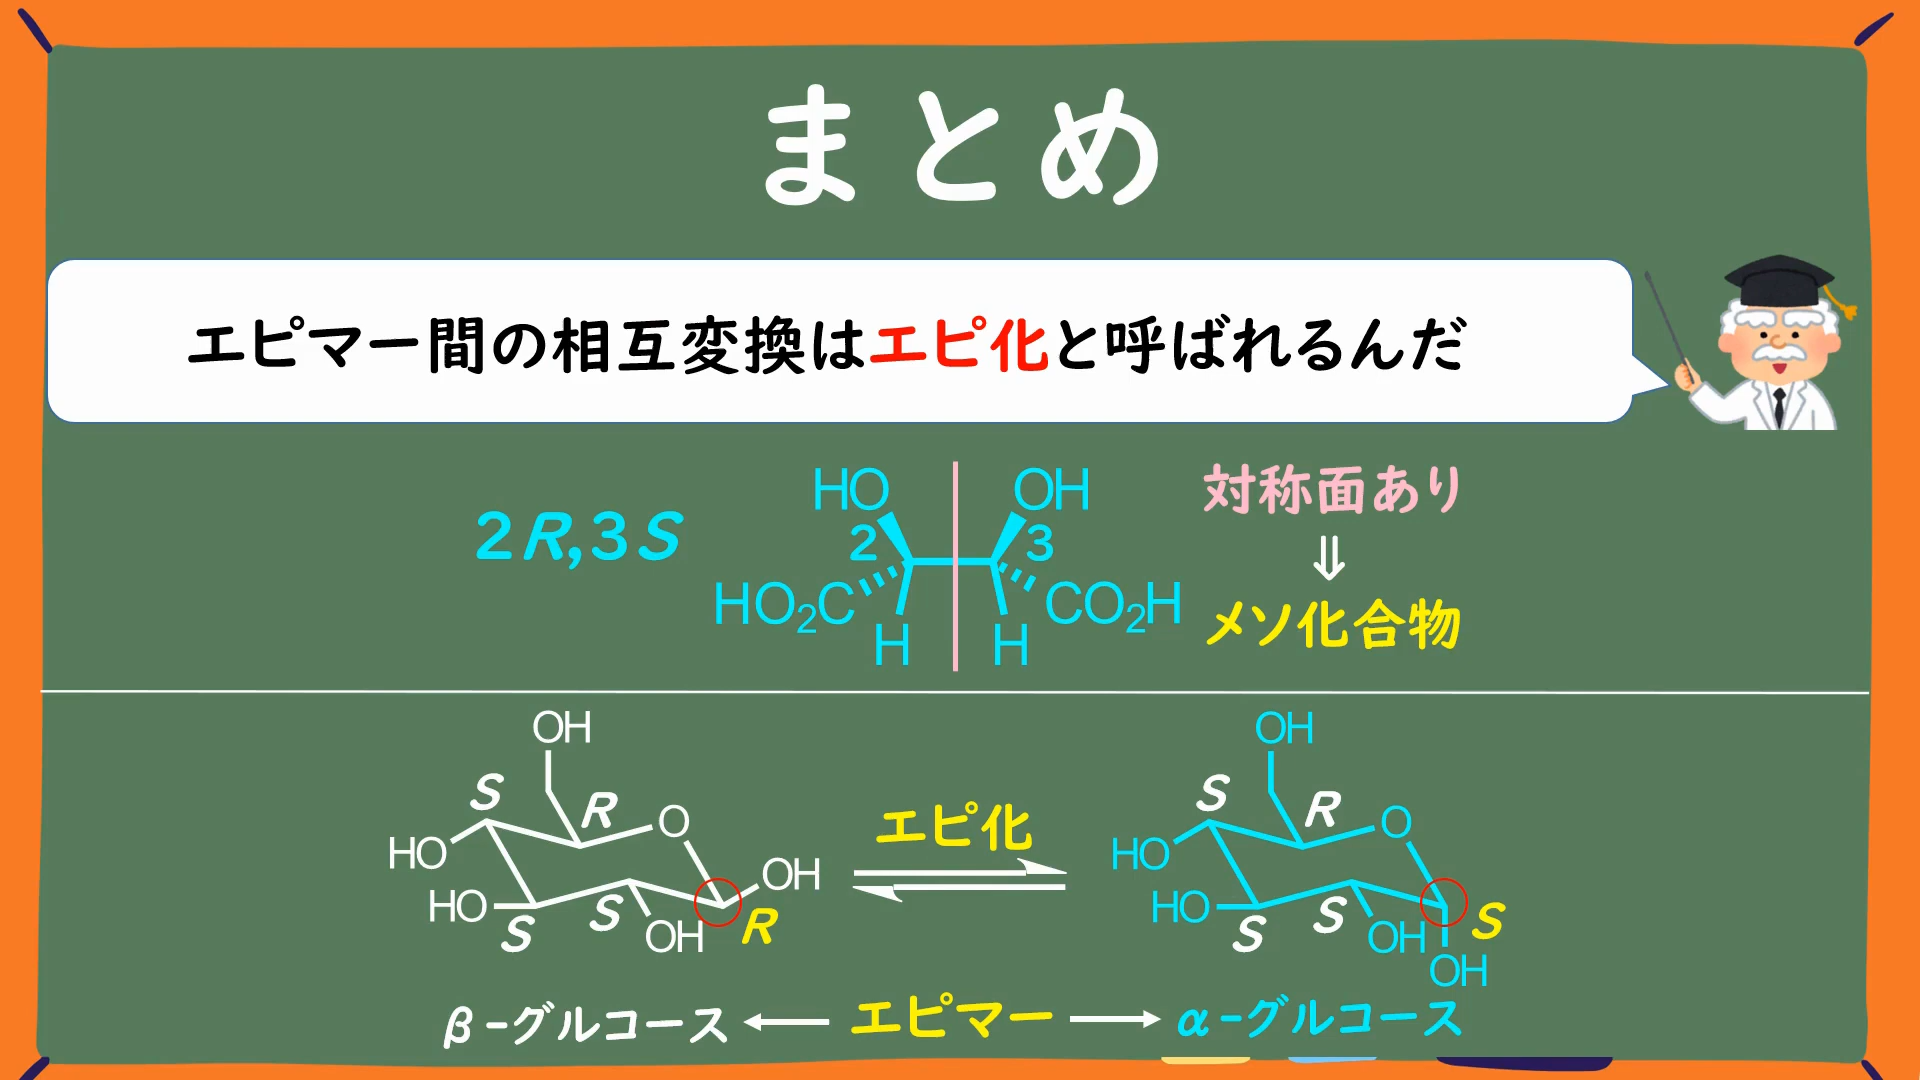 まとめ
エピマー間の相互変換はエピ化と呼ばれるんだ
2R,3S
HO OH
2 3
HO2C CO2H
H H
対称面あり
⇓
メソ化合物
OH
S R O
HO
HO OH
S S OH R
エピ化
OH
S R O
HO
HO
S S OH S
OH
β-グルコース ← エピマー → α-グルコース